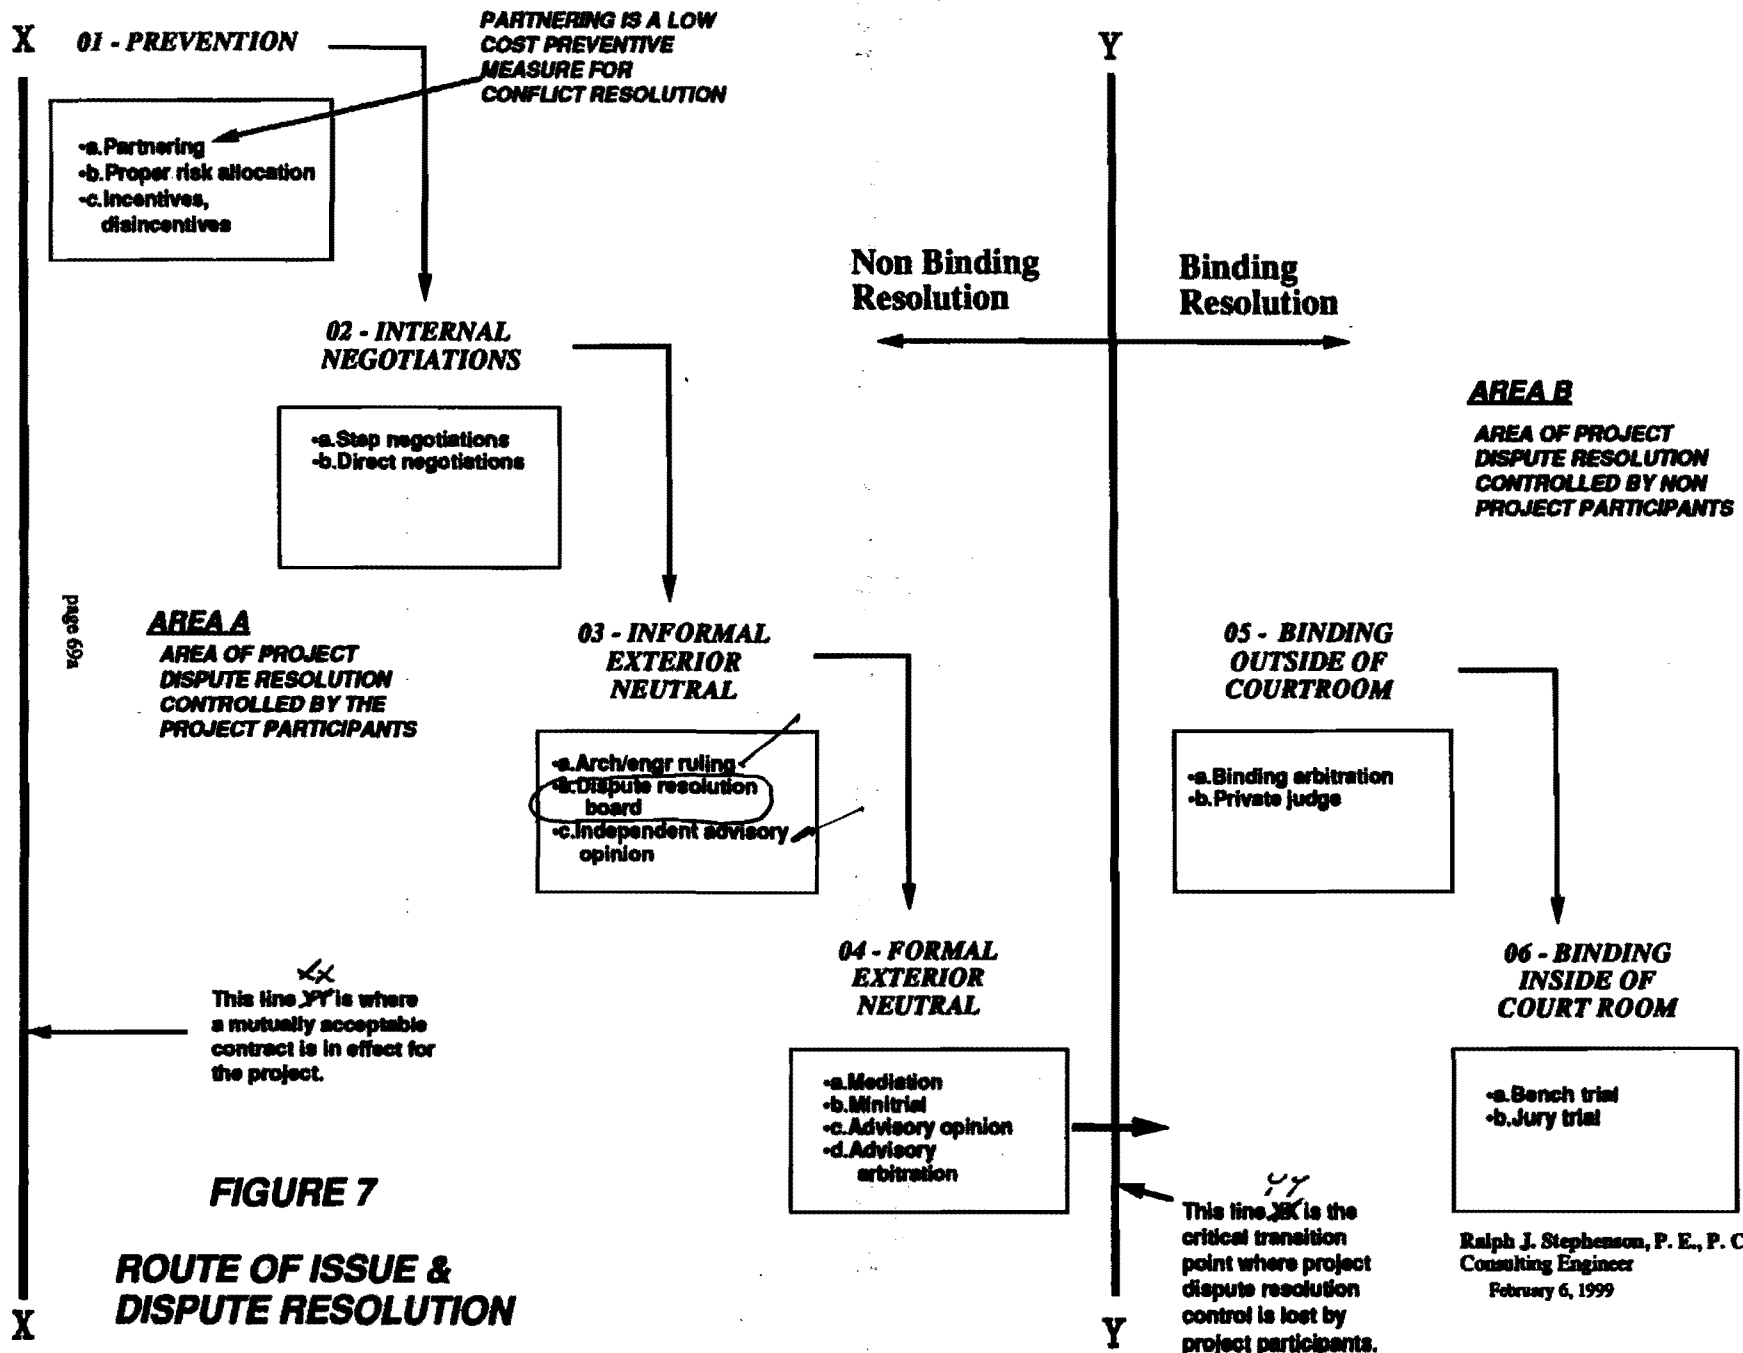 X
01 - PREVENTION
PARTNERING IS A LOW
COST PREVENTIVE
MEASURE FOR
CONFLICT RESOLUTION
•a.Partnering
•b.Proper risk allocation
•c.Incentives,
disincentives
Y
Non Binding
Resolution
Binding
Resolution
02 - INTERNAL
NEGOTIATIONS
•a.Step negotiations
•b.Direct negotiations
AREA B
AREA OF PROJECT
DISPUTE RESOLUTION
CONTROLLED BY NON
PROJECT PARTICIPANTS
page 69a
AREA A
AREA OF PROJECT
DISPUTE RESOLUTION
CONTROLLED BY THE
PROJECT PARTICIPANTS
03 - INFORMAL
EXTERIOR
NEUTRAL
•a.Arch/engr ruling
Dispute resolution
board
•c.Independent advisory
opinion
05 - BINDING
OUTSIDE OF
COURTROOM
•a.Binding arbitration
•b.Private judge
04 - FORMAL
EXTERIOR
NEUTRAL
•a.Mediation
•b.Minitrial
•c.Advisory opinion
•d.Advisory
arbitration
06 - BINDING
INSIDE OF
COURT ROOM
•a.Bench trial
•b.Jury trial
XX
This line YY is where
a mutually acceptable
contract is in effect for
the project.
YY
This line XX is the
critical transition
point where project
dispute resolution
control is lost by
project participants.
FIGURE 7
ROUTE OF ISSUE &
DISPUTE RESOLUTION
Ralph J. Stephenson, P. E., P. C
Consulting Engineer
February 6, 1999
X
Y